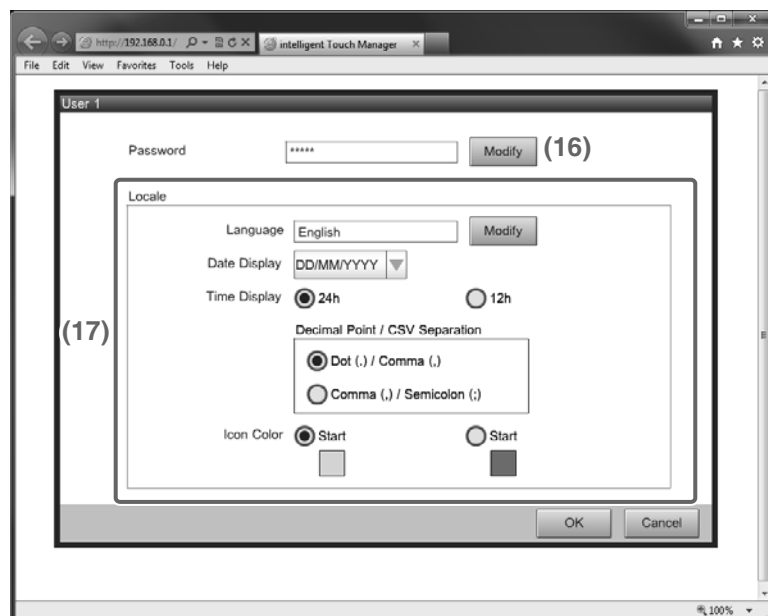 http://192.168.0.1/
intelligent Touch Manager
File Edit View Favorites Tools Help
User 1
Password ***** Modify (16)
Locale
Language English Modify
Date Display DD/MM/YYYY
Time Display 24h 12h
(17)
Decimal Point / CSV Separation
Dot (.) / Comma (,)
Comma (,) / Semicolon (;)
Icon Color Start Start
OK Cancel
100%